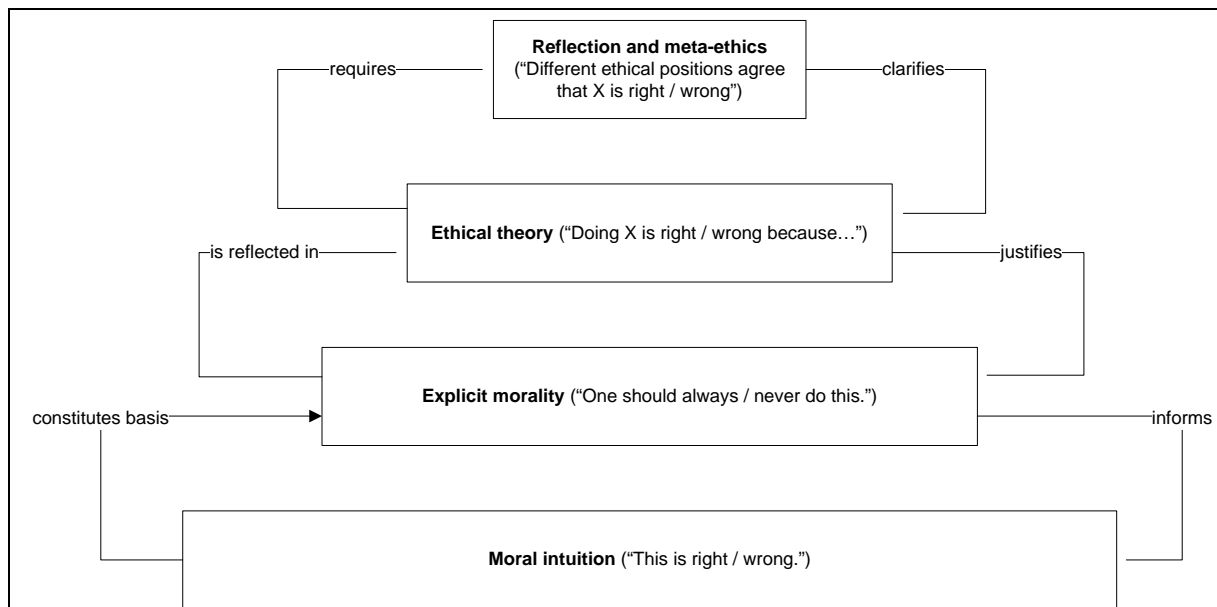 Reflection and meta-ethics
(“Different ethical positions agree
that X is right / wrong”)
requires
clarifies
Ethical theory (“Doing X is right / wrong because…”)
is reflected in
justifies
Explicit morality (“One should always / never do this.”)
constitutes basis
informs
Moral intuition (“This is right / wrong.”)